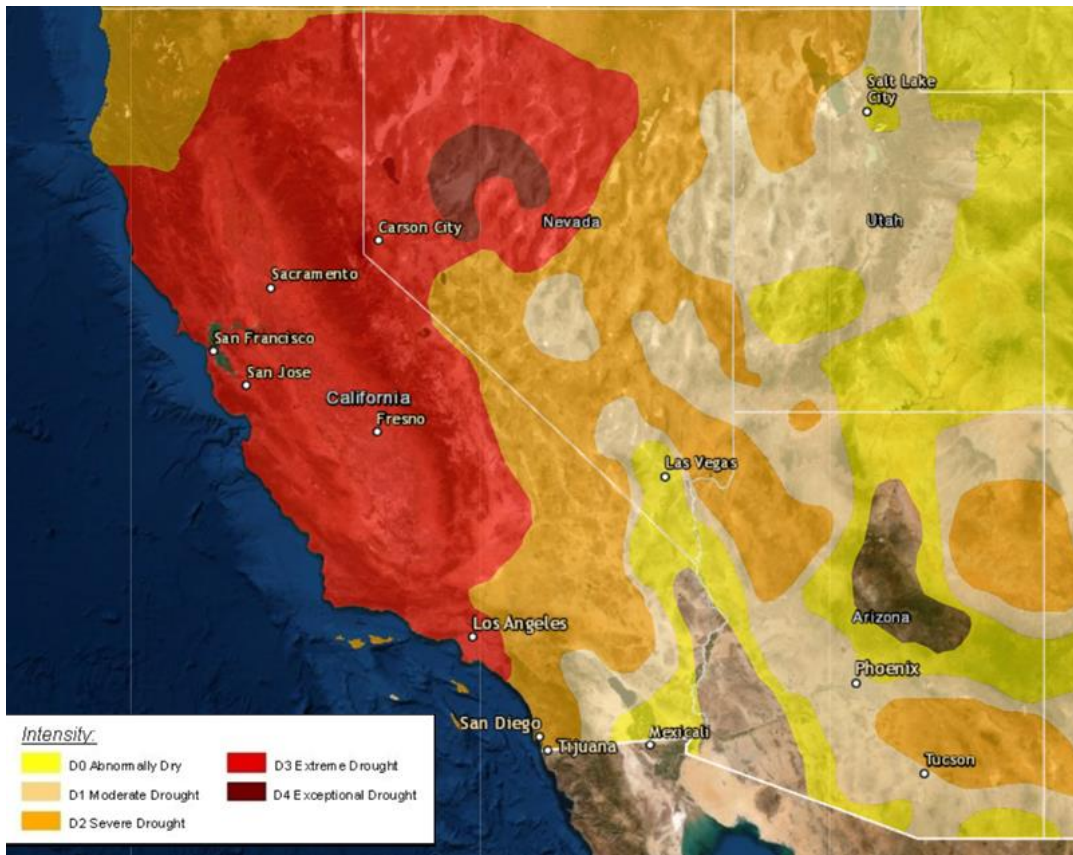 Salt Lake
City
Utah
Nevada
Carson City
Sacramento
San Francisco
San Jose
California
Fresno
Las Vegas
Los Angeles
Arizona
Phoenix
San Diego
Tijuana
Mexicali
Tucson
Intensity:
D0 Abnormally Dry
D1 Moderate Drought
D2 Severe Drought
D3 Extreme Drought
D4 Exceptional Drought